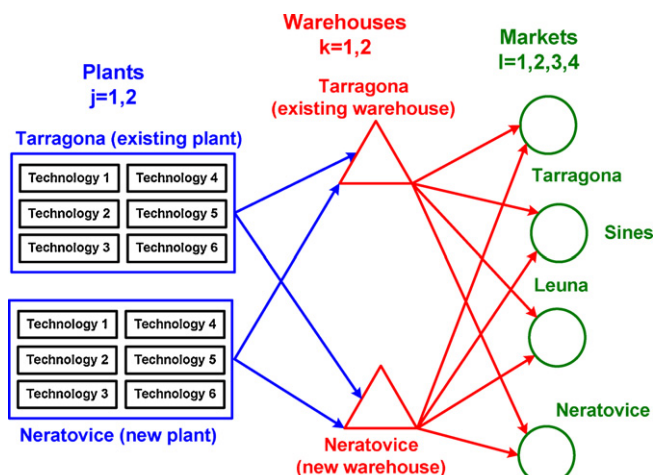 Plants
j=1,2
Tarragona (existing plant)
Technology 1
Technology 4
Technology 2
Technology 5
Technology 3
Technology 6
Technology 1
Technology 4
Technology 2
Technology 5
Technology 3
Technology 6
Neratovice (new plant)
Warehouses
k=1,2
Tarragona
(existing warehouse)
Neratovice
(new warehouse)
Markets
l=1,2,3,4
Tarragona
Sines
Leuna
Neratovice